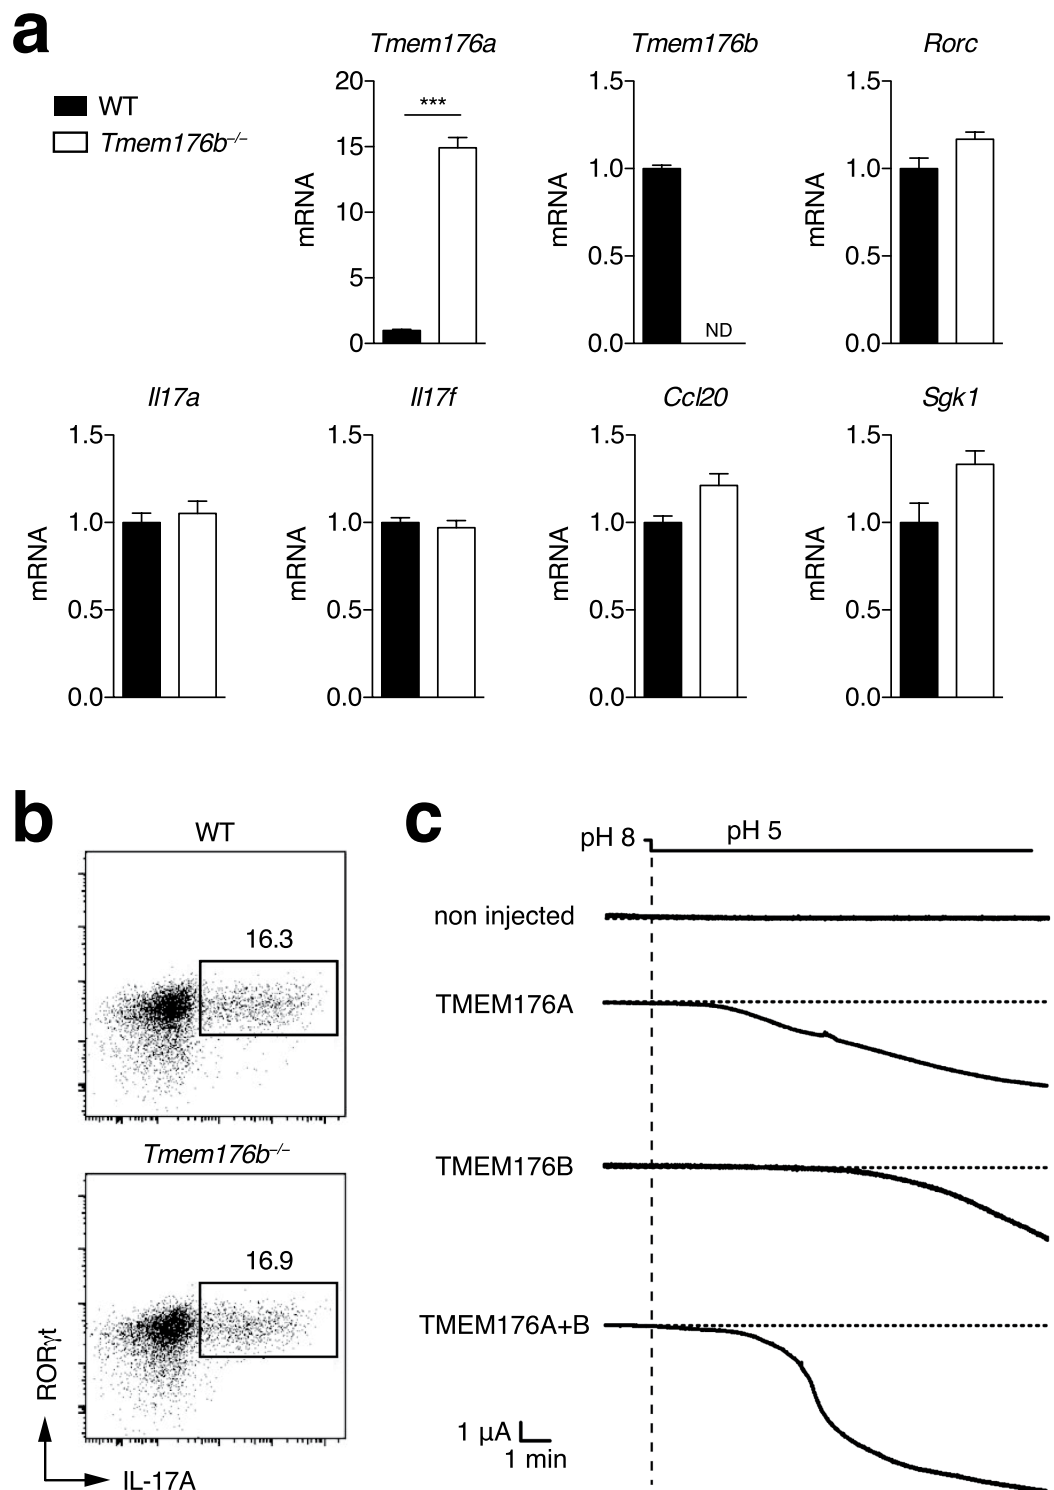 a
WT
Tmem176b–/–
Tmem176a
20
15
10
5
0
mRNA
***
Tmem176b
1.5
1.0
0.5
0.0
mRNA
ND
Rorc
1.5
1.0
0.5
0.0
mRNA
Il17a
1.5
1.0
0.5
0.0
mRNA
Il17f
1.5
1.0
0.5
0.0
mRNA
Ccl20
1.5
1.0
0.5
0.0
mRNA
Sgk1
1.5
1.0
0.5
0.0
mRNA
b
WT
16.3
Tmem176b–/–
16.9
RORγt
IL-17A
c
pH 8
pH 5
non injected
TMEM176A
TMEM176B
TMEM176A+B
1 µA
1 min